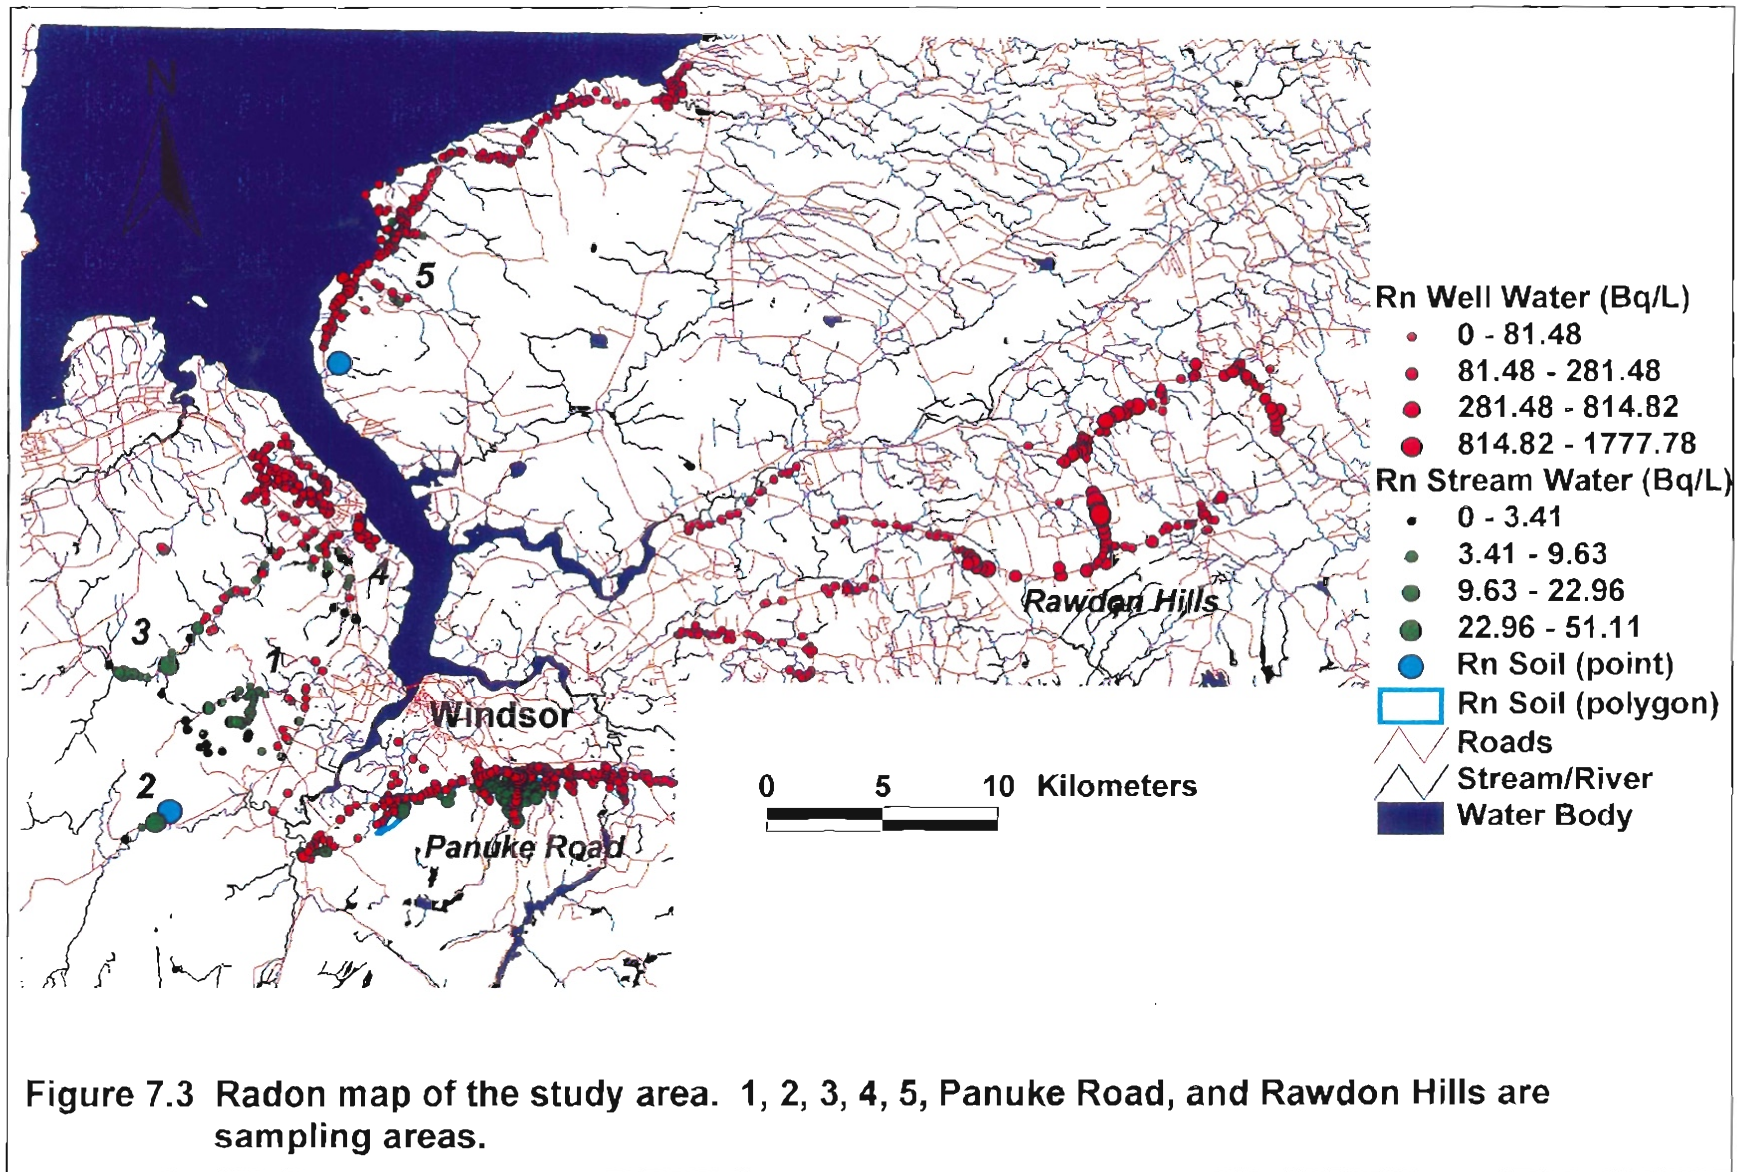 N
5
4
3
1
2
Windsor
Panuke Road
Rawdon Hills
0 5 10 Kilometers
Rn Well Water (Bq/L)
0 - 81.48
81.48 - 281.48
281.48 - 814.82
814.82 - 1777.78
Rn Stream Water (Bq/L)
0 - 3.41
3.41 - 9.63
9.63 - 22.96
22.96 - 51.11
Rn Soil (point)
Rn Soil (polygon)
Roads
Stream/River
Water Body
Figure 7.3 Radon map of the study area. 1, 2, 3, 4, 5, Panuke Road, and Rawdon Hills are
sampling areas.